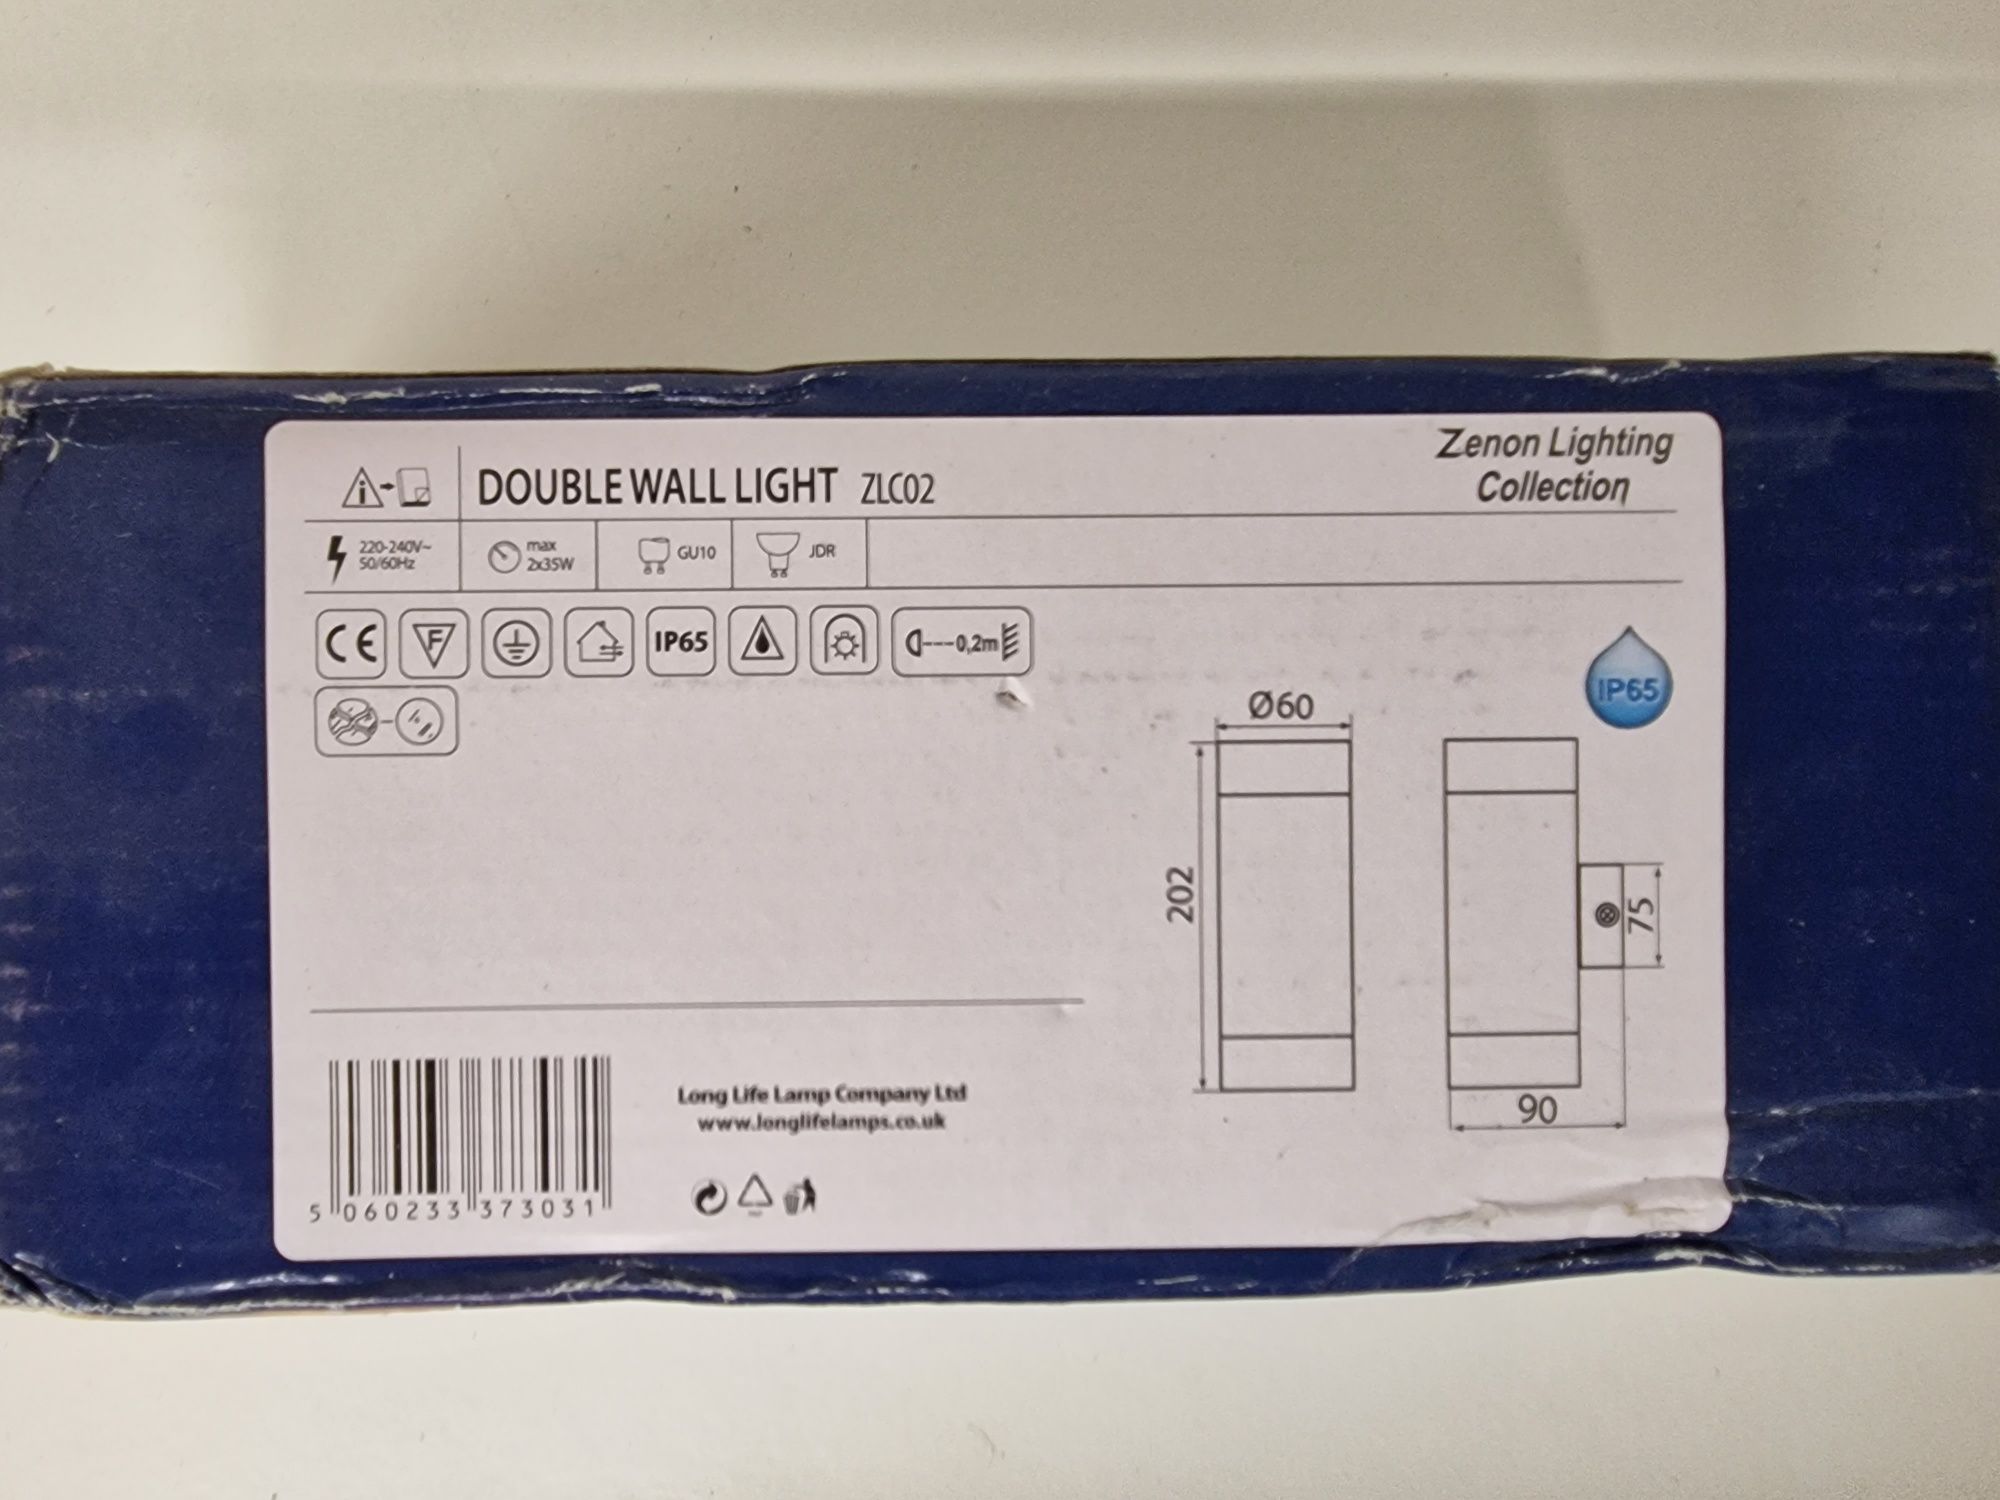 Zenon Lighting
Collection
DOUBLE WALL LIGHT ZLC02
220-240V~
50/60Hz
max
2x35W
GU10
JDR
CE
F
IP65
0,2m
IP65
Ø60
202
75
90
Long Life Lamp Company Ltd
www.longlifelamps.co.uk
5 060233 373031